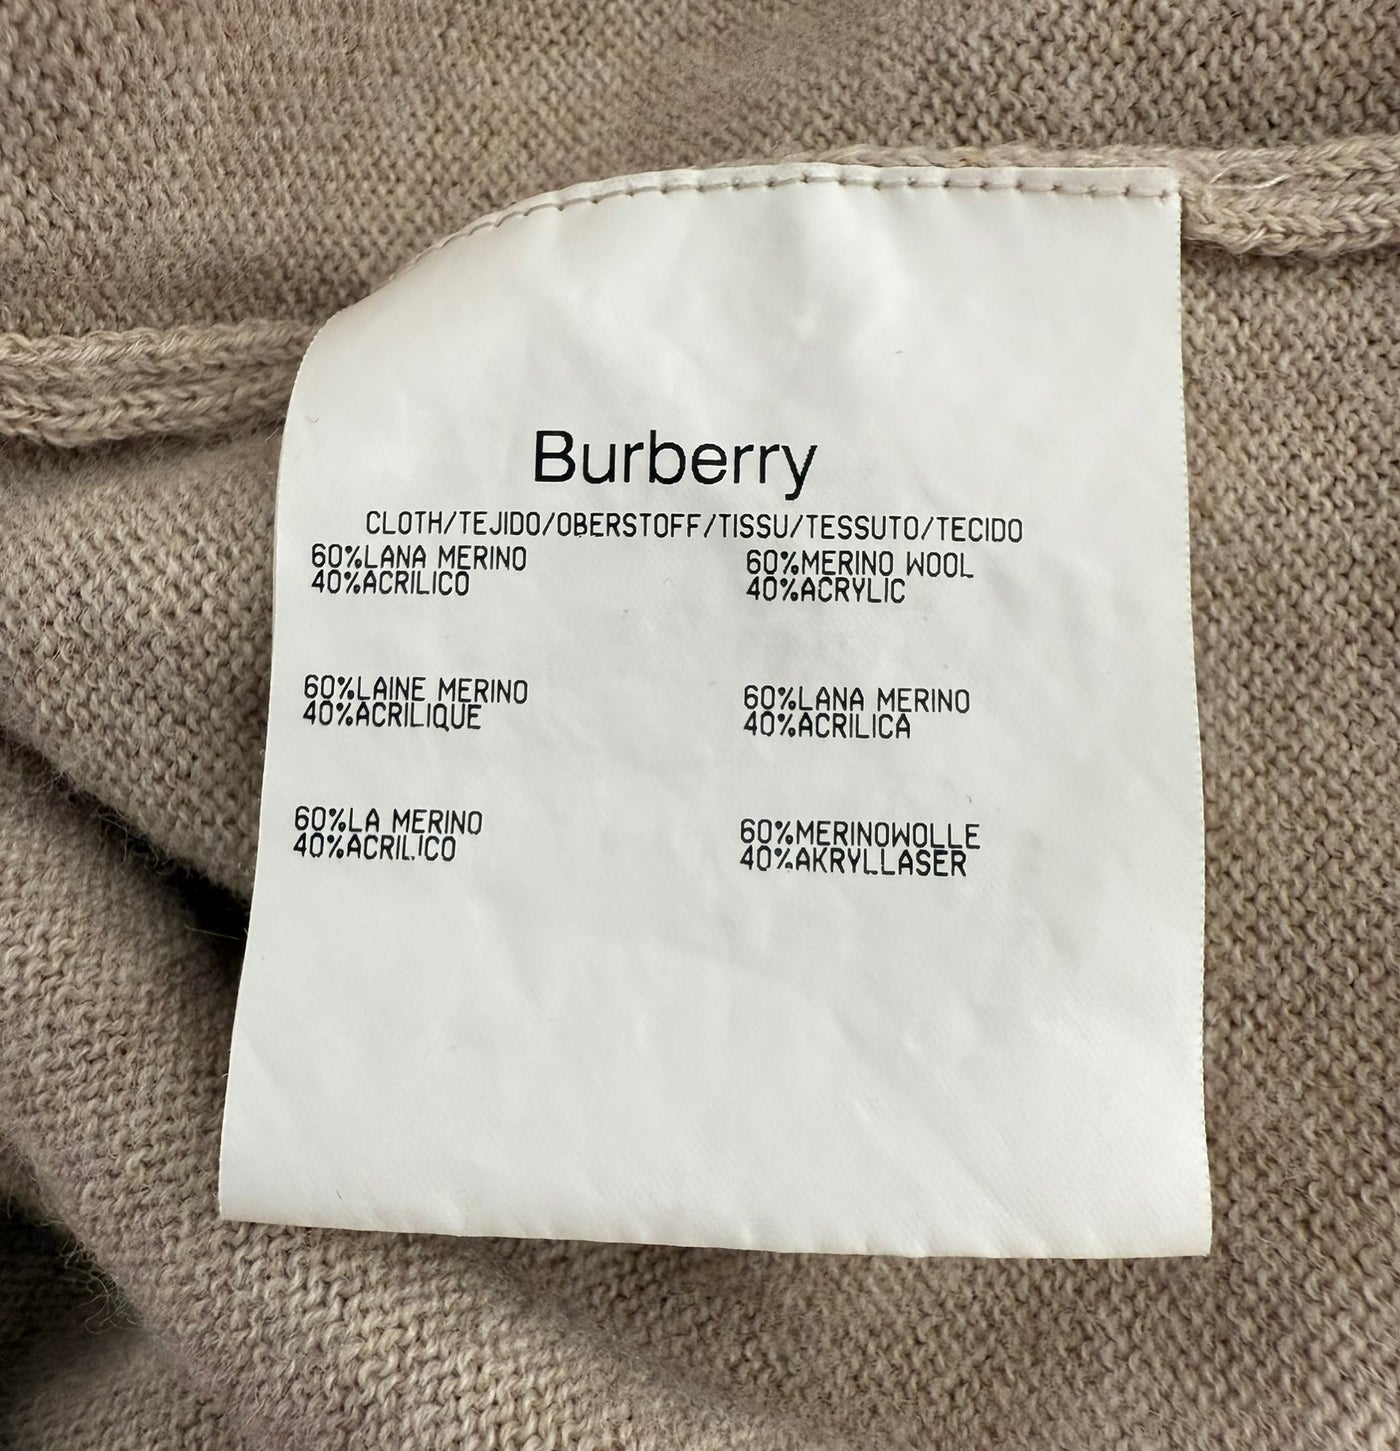 Burberry
CLOTH/TEJIDO/OBERSTOFF/TISSU/TESSUTO/TECIDO
60%LANA MERINO
40%ACRILICO
60%MERINO WOOL
40%ACRYLIC
60%LAINE MERINO
40%ACRILIQUE
60%LANA MERINO
40%ACRILICA
60%LA MERINO
40%ACRILICO
60%MERINOWOLLE
40%AKRYLLASER